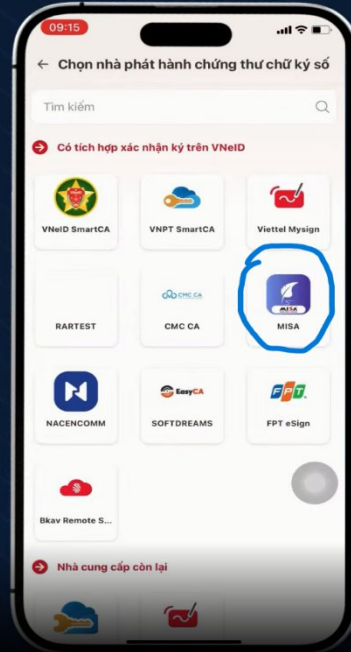 09:15
← Chọn nhà phát hành chứng thư chữ ký số
Tìm kiếm
Có tích hợp xác nhận ký trên VNeID
VNeID SmartCA
VNPT SmartCA
Viettel Mysign
CMC CA
MISA
RARTEST
CMC CA
MISA
EasyCA
FPT
NACENCOMM
SOFTDREAMS
FPT eSign
Bkav Remote S...
Nhà cung cấp còn lại